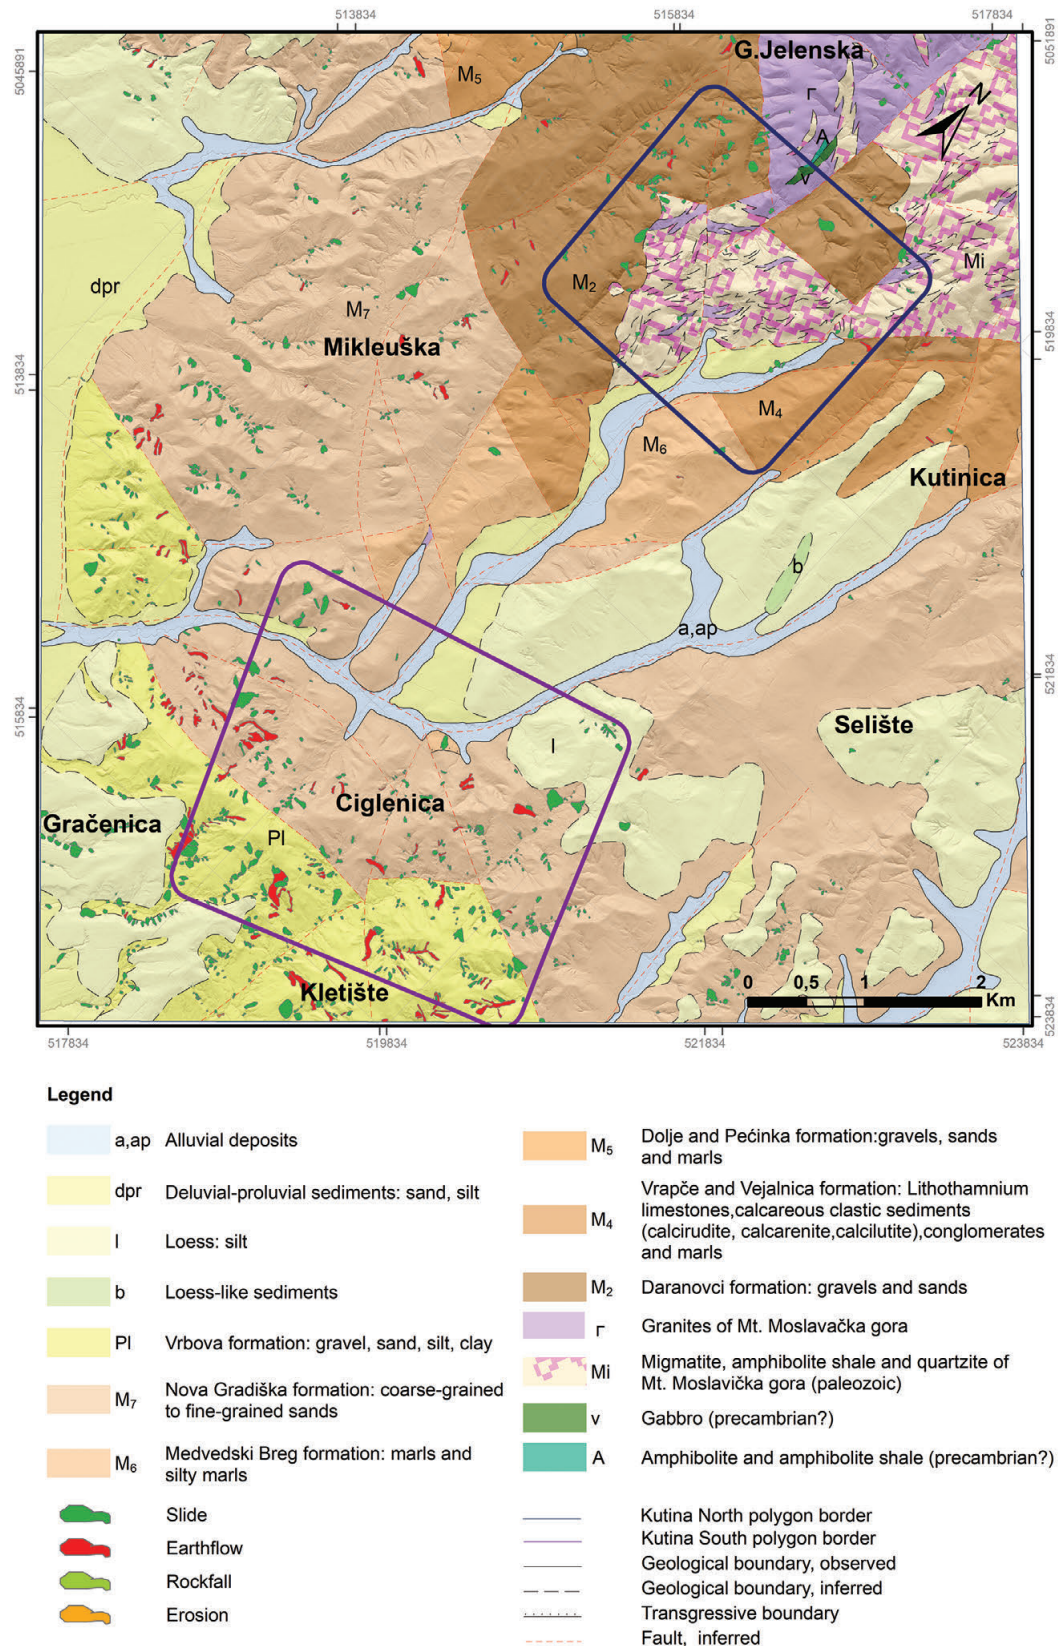 513834
515834
517834
5045891
5051891
G.Jelenska
M5
Г
N
A
v
dpr
M2
Mi
M7
Mikleuška
519834
513834
M4
M6
Kutinica
b
a,ap
521834
515834
Selište
l
Ciglenica
Gračenica
Pl
0 0,5 1 2
Km
Kletište
523834
517834
519834
521834
523834
Legend
a,ap Alluvial deposits
dpr Deluvial-proluvial sediments: sand, silt
l Loess: silt
b Loess-like sediments
Pl Vrbova formation: gravel, sand, silt, clay
M7 Nova Gradiška formation: coarse-grained
to fine-grained sands
M6 Medvedski Breg formation: marls and
silty marls
Slide
Earthflow
Rockfall
Erosion
M5 Dolje and Pećinka formation:gravels, sands
and marls
M4 Vrapče and Vejalnica formation: Lithothamnium
limestones,calcareous clastic sediments
(calcirudite, calcarenite,calcilutite),conglomerates
and marls
M2 Daranovci formation: gravels and sands
Г Granites of Mt. Moslavačka gora
Mi Migmatite, amphibolite shale and quartzite of
Mt. Moslavička gora (paleozoic)
v Gabbro (precambrian?)
A Amphibolite and amphibolite shale (precambrian?)
Kutina North polygon border
Kutina South polygon border
Geological boundary, observed
Geological boundary, inferred
Transgressive boundary
Fault, inferred